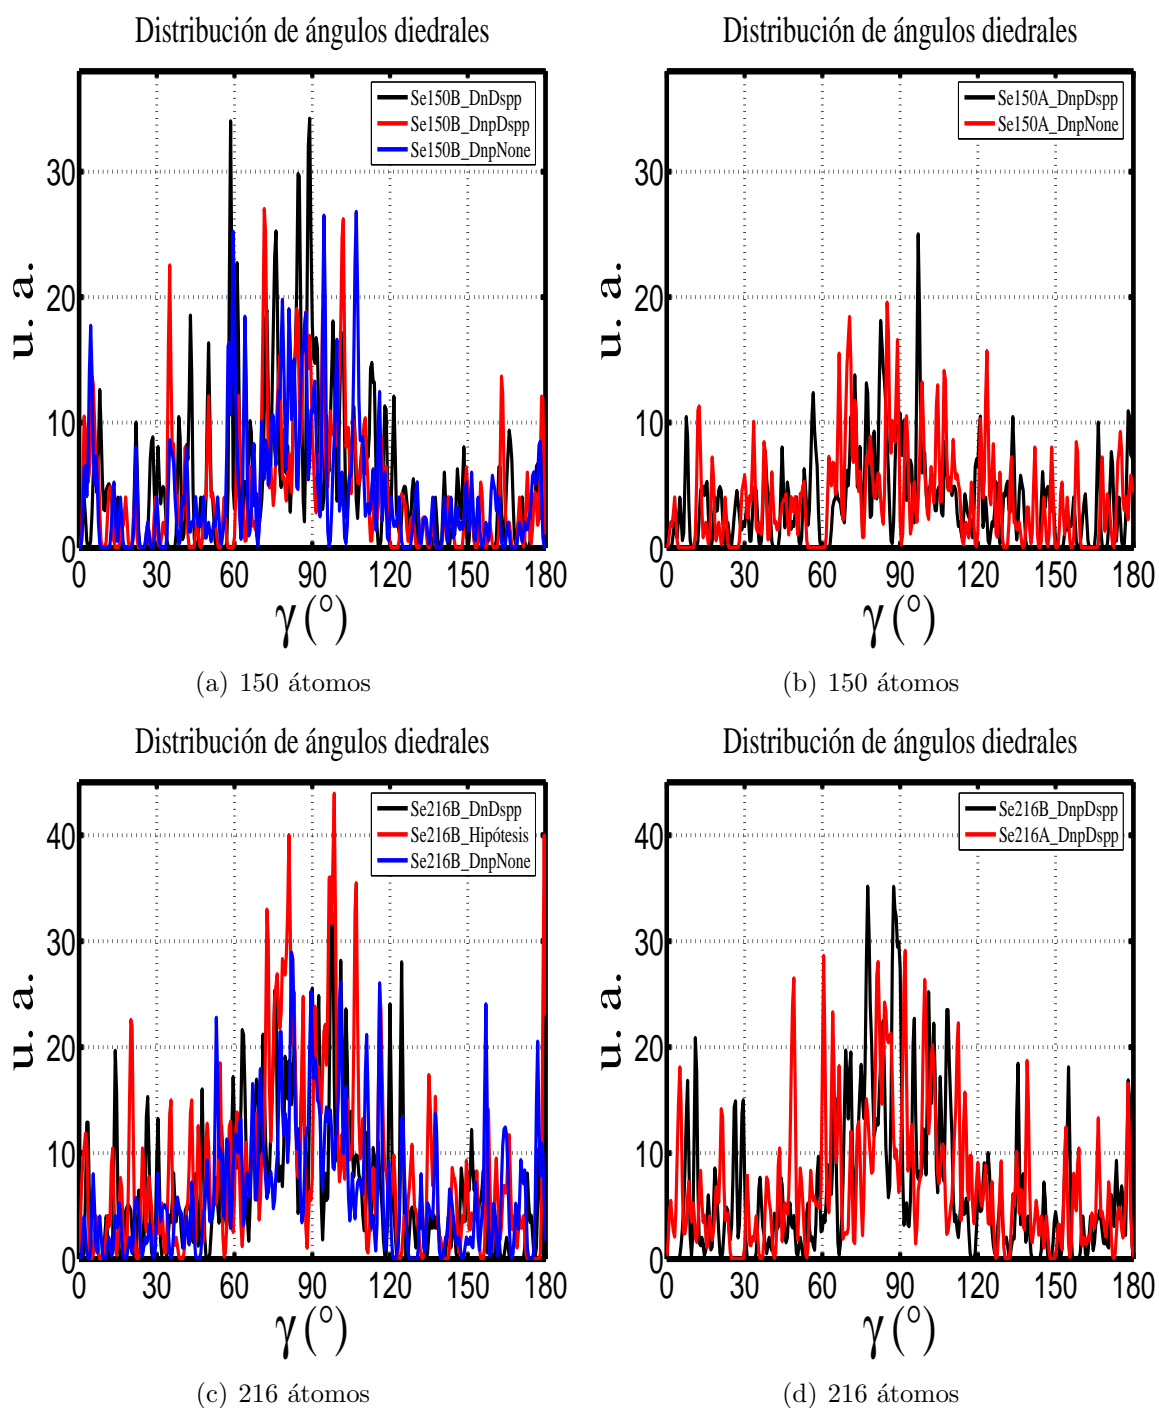 Distribución de ángulos diedrales
Se150B_DnDspp
Se150B_DnpDspp
Se150B_DnpNone
30
20
10
0
0 30 60 90 120 150 180
u. a.
γ (°)
(a) 150 átomos
Distribución de ángulos diedrales
Se150A_DnpDspp
Se150A_DnpNone
30
20
10
0
0 30 60 90 120 150 180
u. a.
γ (°)
(b) 150 átomos
Distribución de ángulos diedrales
Se216B_DnDspp
Se216B_Hipótesis
Se216B_DnpNone
40
30
20
10
0
0 30 60 90 120 150 180
u. a.
γ (°)
(c) 216 átomos
Distribución de ángulos diedrales
Se216B_DnpDspp
Se216A_DnpDspp
40
30
20
10
0
0 30 60 90 120 150 180
u. a.
γ (°)
(d) 216 átomos